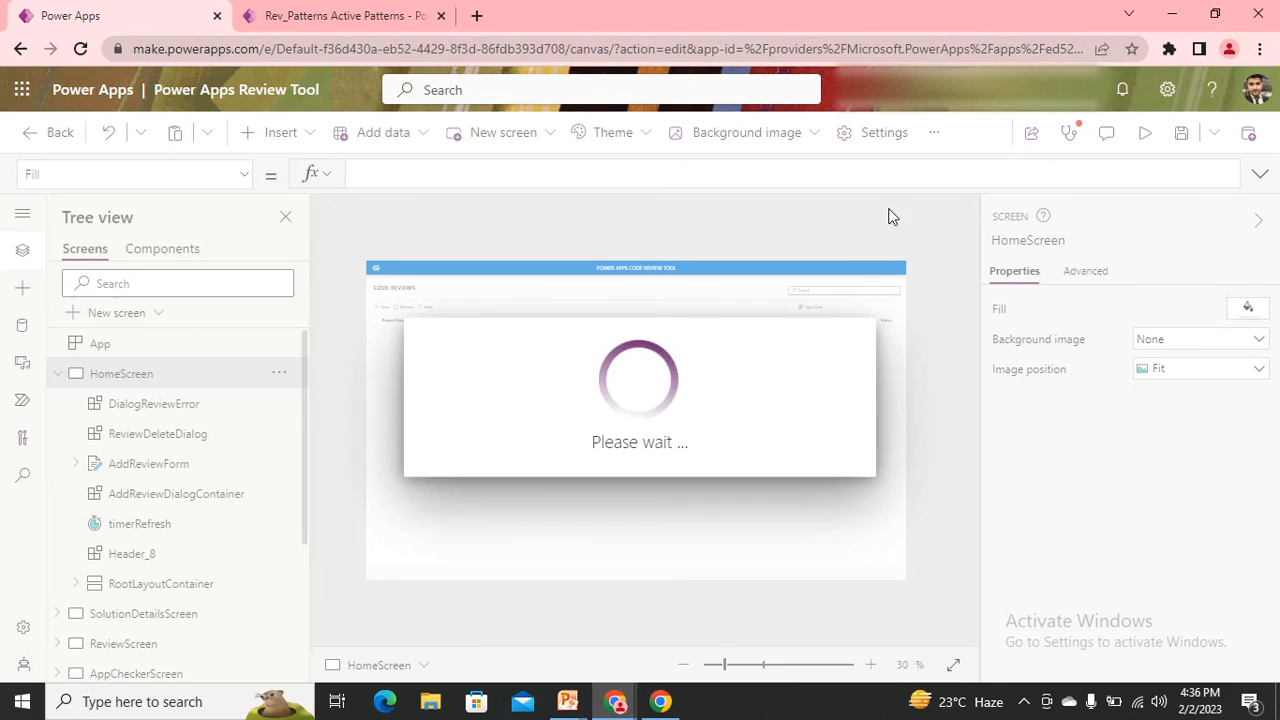 Power Apps
Rev_Patterns Active Patterns - Po
make.powerapps.com/e/Default-f36d430a-eb52-4429-8f3d-86fdeb393d708/canvas/?action=edit&app-id=%2Fproviders%2FMicrosoft.PowerApps%2Fapps%2Fed52...
Power Apps | Power Apps Review Tool
Search
Back
Insert
Add data
New screen
Theme
Background image
Settings
Fill
=
fx
Tree view
Screens
Components
Search
New screen
App
HomeScreen
DialogReviewError
ReviewDeleteDialog
AddReviewForm
AddReviewDialogContainer
timerRefresh
Header_8
RootLayoutContainer
SolutionDetailsScreen
ReviewScreen
AppCheckerScreen
POWER APPS CODE REVIEW TOOL
CODE REVIEWS
Search
Please wait ...
HomeScreen
30 %
SCREEN
HomeScreen
Properties
Advanced
Fill
Background image
None
Image position
Fit
Activate Windows
Go to Settings to activate Windows.
Type here to search
23°C Haze
4:36 PM
2/2/2023
3